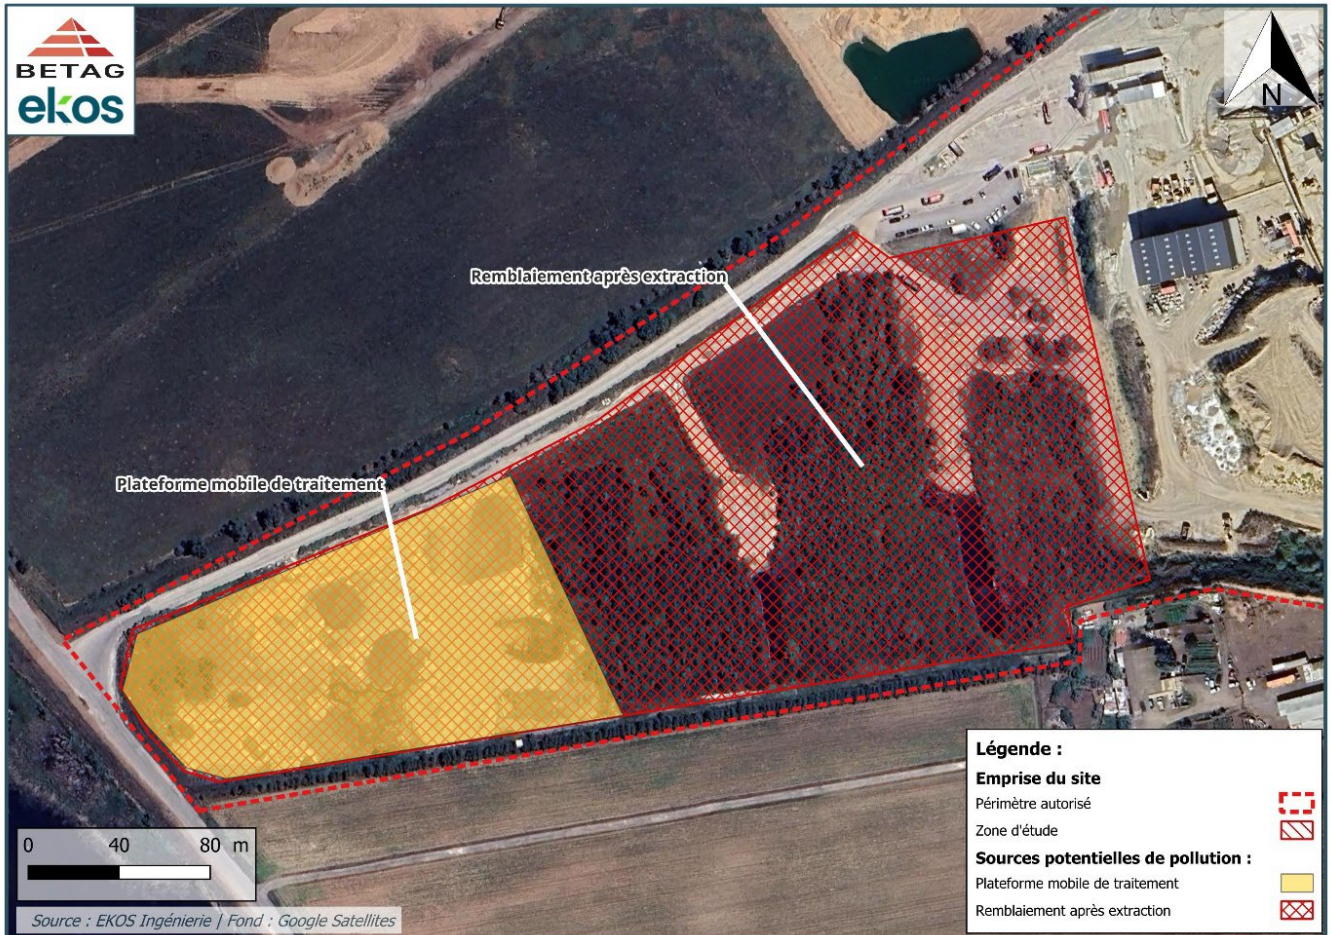 BETAG
ekos
N
Remblaiement après extraction
Plateforme mobile de traitement
Légende :
Emprise du site
Périmètre autorisé
Zone d'étude
Sources potentielles de pollution :
Plateforme mobile de traitement
Remblaiement après extraction
0 40 80 m
Source : EKOS Ingénierie | Fond : Google Satellites